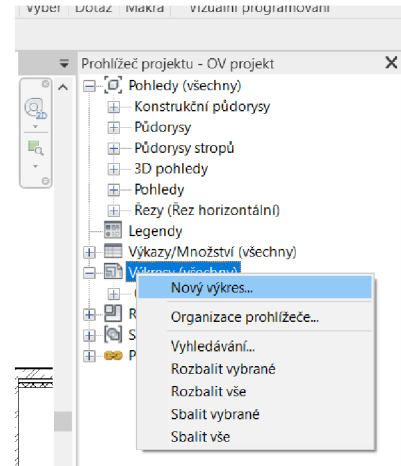 Výběr Dotaz Makra Vizuální programování
Prohlížeč projektu - OV projekt X
2D
Pohledy (všechny)
Konstrukční půdorysy
Půdorysy
Půdorysy stropů
3D pohledy
Pohledy
Řezy (Řez horizontální)
Legendy
Výkazy/Množství (všechny)
Výkresy (všechny)
Nový výkres...
R
Organizace prohlížeče...
S
Vyhledávání...
P
Rozbalit vybrané
Rozbalit vše
Sbalit vybrané
Sbalit vše